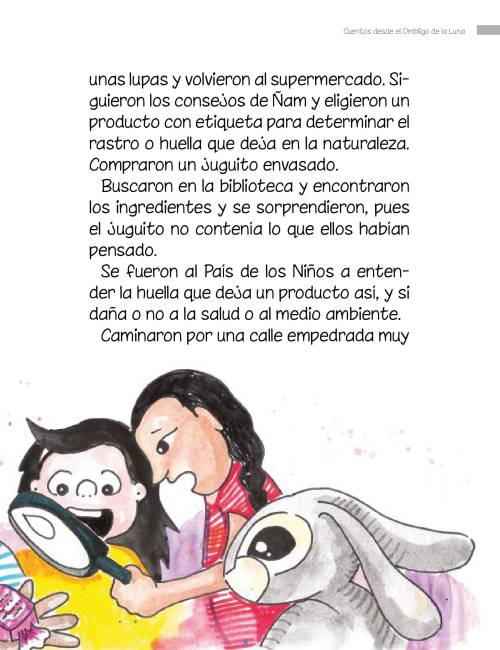 Cuentos desde el Ombligo de la Luna
unas lupas y volvieron al supermercado. Si-
guieron los consejos de Ñam y eligieron un
producto con etiqueta para determinar el
rastro o huella que deja en la naturaleza.
Compraron un juguito envasado.
Buscaron en la biblioteca y encontraron
los ingredientes y se sorprendieron, pues
el juguito no contenía lo que ellos habían
pensado.
Se fueron al País de los Niños a enten-
der la huella que deja un producto así, y si
daña o no a la salud o al medio ambiente.
Caminaron por una calle empedrada muy